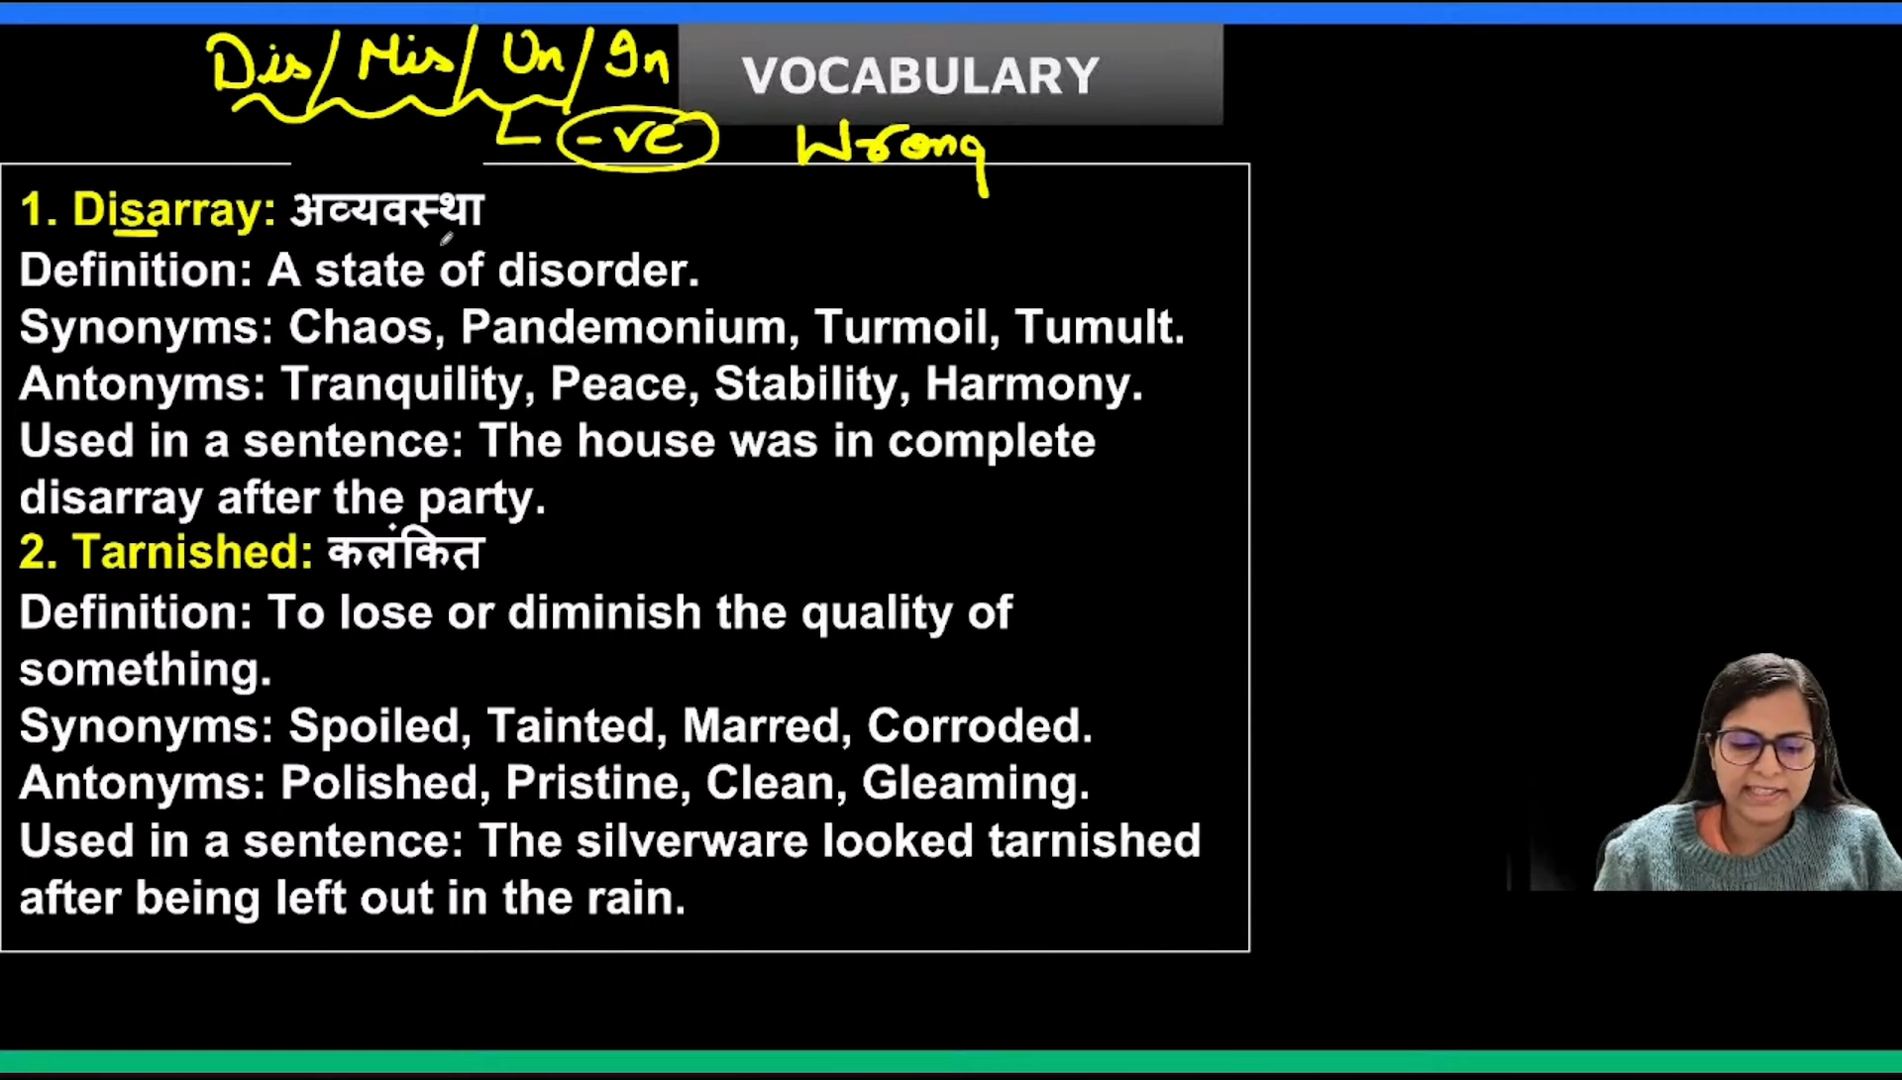 Dis/Mis/Un/In
VOCABULARY
-ve
Wrong
1. Disarray: अव्यवस्था
Definition: A state of disorder.
Synonyms: Chaos, Pandemonium, Turmoil, Tumult.
Antonyms: Tranquility, Peace, Stability, Harmony.
Used in a sentence: The house was in complete
disarray after the party.
2. Tarnished: कलंकित
Definition: To lose or diminish the quality of
something.
Synonyms: Spoiled, Tainted, Marred, Corroded.
Antonyms: Polished, Pristine, Clean, Gleaming.
Used in a sentence: The silverware looked tarnished
after being left out in the rain.